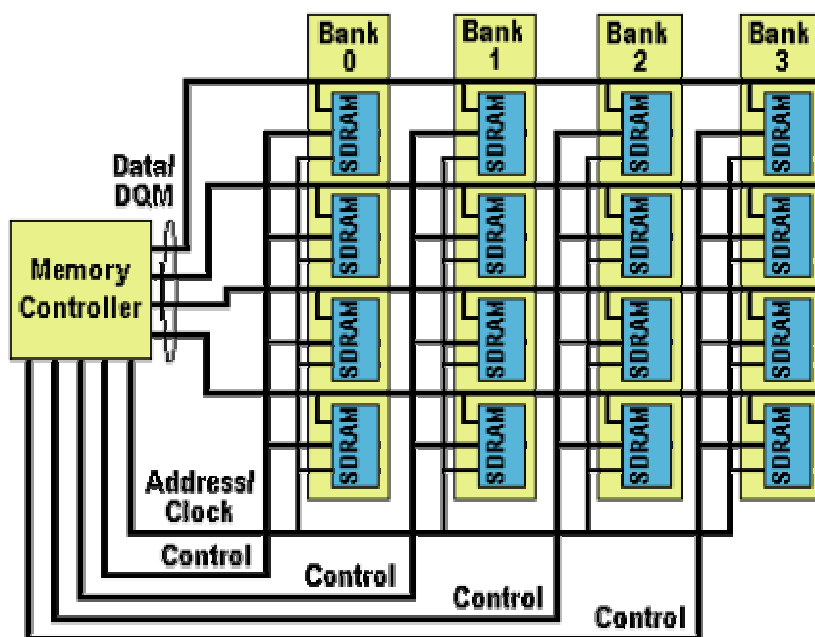 Bank
0
Bank
1
Bank
2
Bank
3
SDRAM
SDRAM
SDRAM
SDRAM
Data/
DQM
SDRAM
SDRAM
SDRAM
SDRAM
Memory
Controller
SDRAM
SDRAM
SDRAM
SDRAM
SDRAM
SDRAM
SDRAM
SDRAM
Address/
Clock
Control
Control
Control
Control